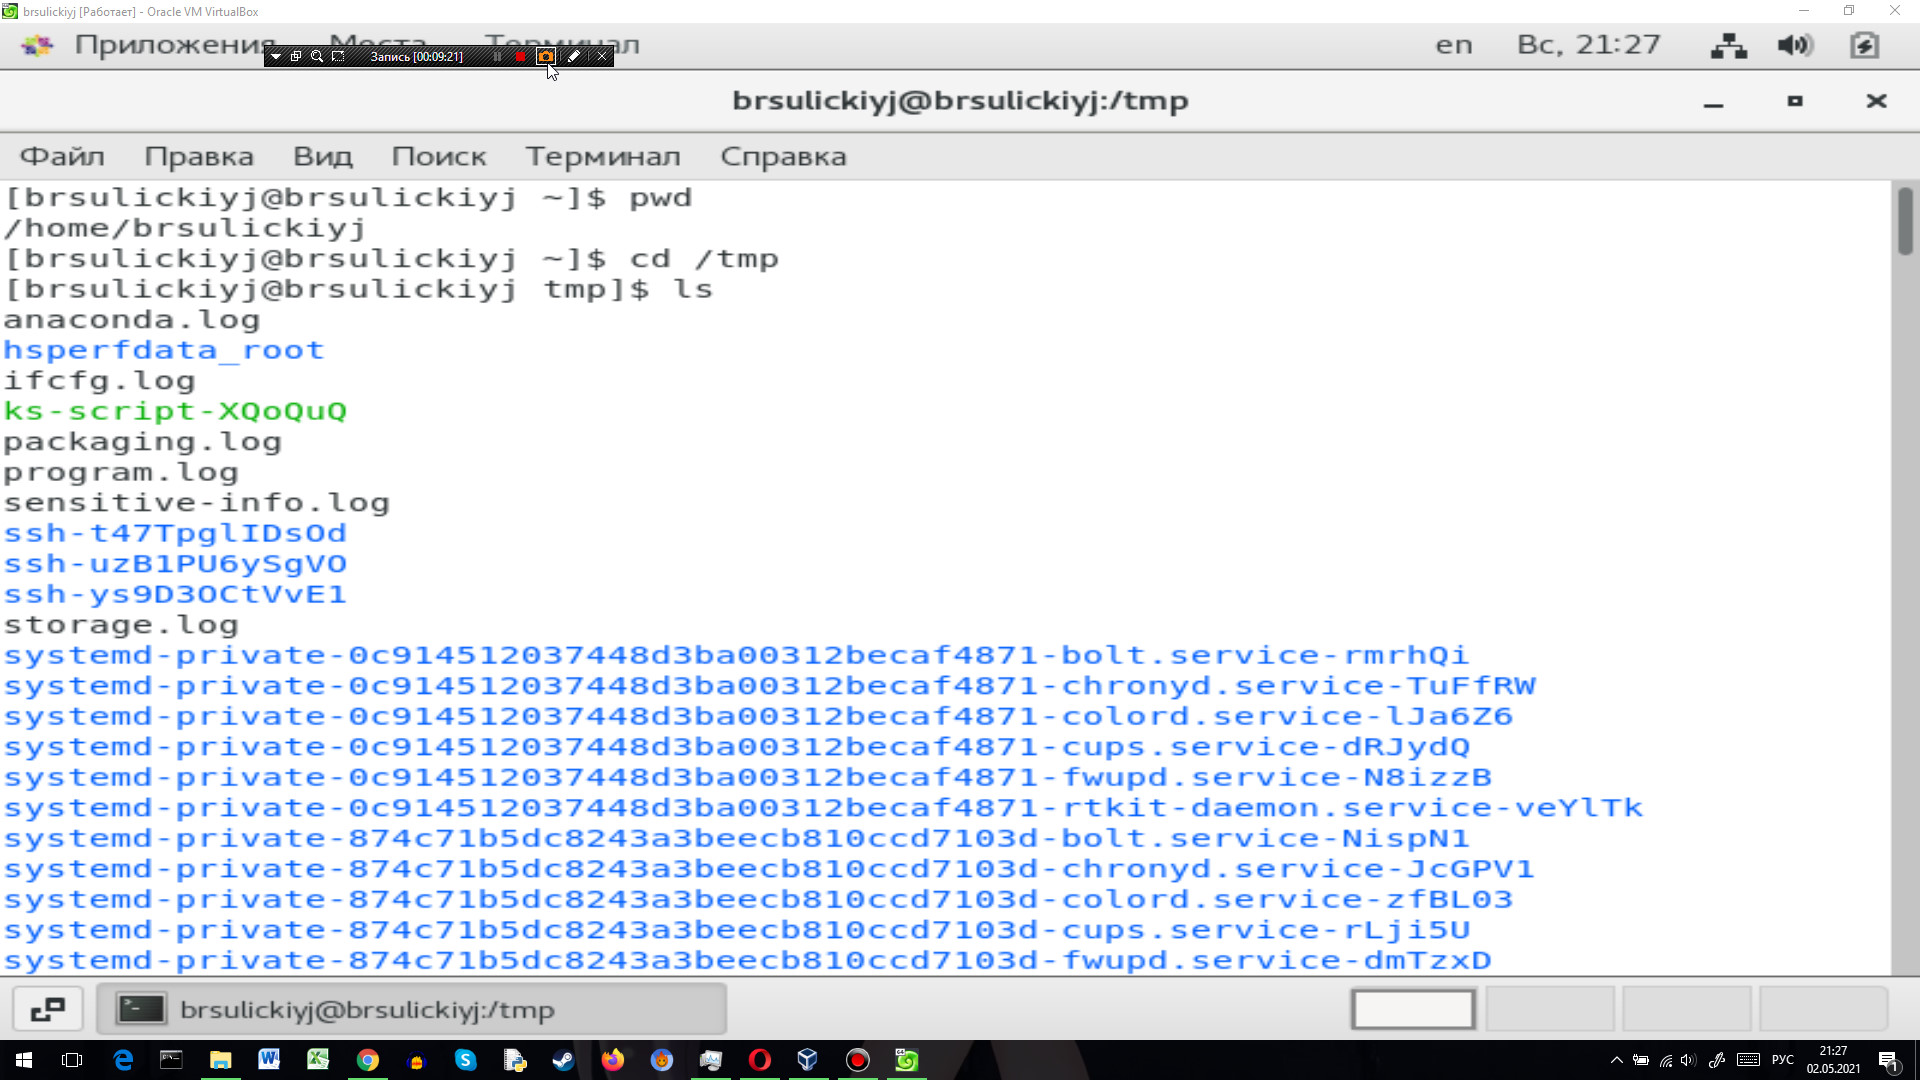 brsulickiyj [Работает] - Oracle VM VirtualBox
Приложения Места Терминал en Вс, 21:27
Запись [00:09:21]
brsulickiyj@brsulickiyj:/tmp
Файл Правка Вид Поиск Терминал Справка
[brsulickiyj@brsulickiyj ~]$ pwd
/home/brsulickiyj
[brsulickiyj@brsulickiyj ~]$ cd /tmp
[brsulickiyj@brsulickiyj tmp]$ ls
anaconda.log
hsperfdata_root
ifcfg.log
ks-script-XQoQuQ
packaging.log
program.log
sensitive-info.log
ssh-t47TpglIDsOd
ssh-uzB1PU6ySgVO
ssh-ys9D3OCtVvE1
storage.log
systemd-private-0c914512037448d3ba00312becaf4871-bolt.service-rmrhQi
systemd-private-0c914512037448d3ba00312becaf4871-chronyd.service-TuFfRW
systemd-private-0c914512037448d3ba00312becaf4871-colord.service-lJa6Z6
systemd-private-0c914512037448d3ba00312becaf4871-cups.service-dRJydQ
systemd-private-0c914512037448d3ba00312becaf4871-fwupd.service-N8izzB
systemd-private-0c914512037448d3ba00312becaf4871-rtkit-daemon.service-veYlTk
systemd-private-874c71b5dc8243a3beecb810ccd7103d-bolt.service-NispN1
systemd-private-874c71b5dc8243a3beecb810ccd7103d-chronyd.service-JcGPV1
systemd-private-874c71b5dc8243a3beecb810ccd7103d-colord.service-zfBL03
systemd-private-874c71b5dc8243a3beecb810ccd7103d-cups.service-rLji5U
systemd-private-874c71b5dc8243a3beecb810ccd7103d-fwupd.service-dmTzxD
brsulickiyj@brsulickiyj:/tmp
РУС
21:27
02.05.2021
1